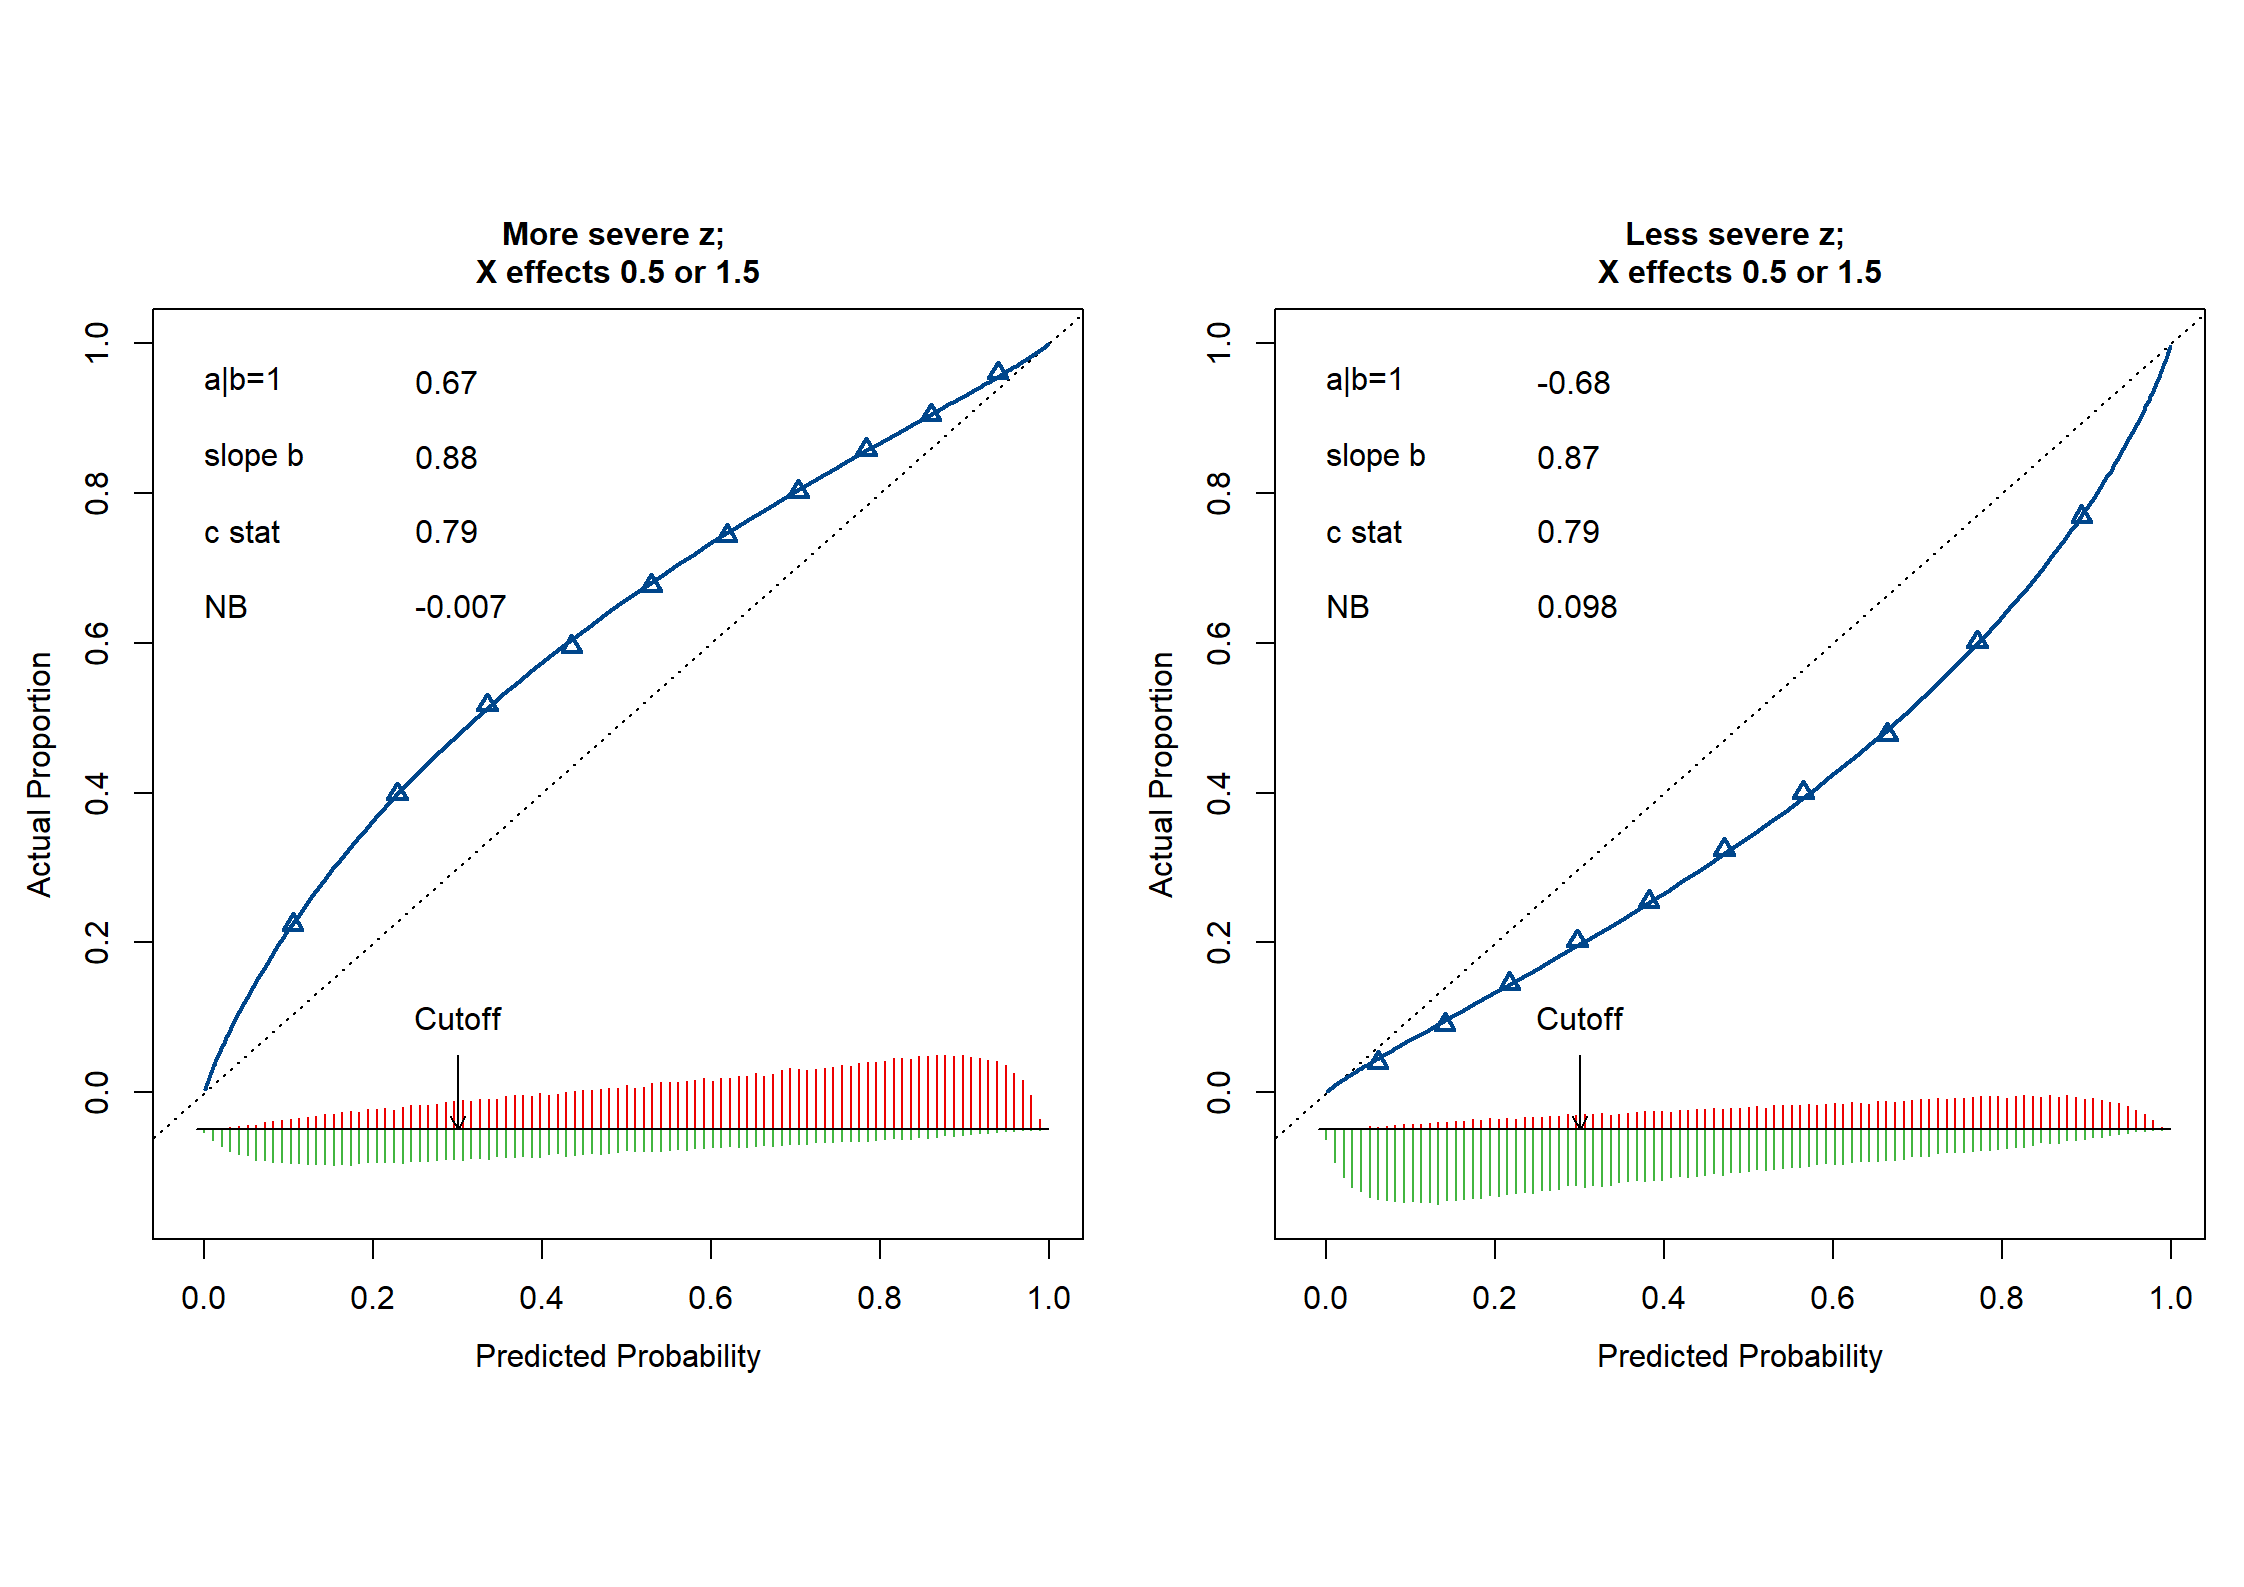 More severe z;
X effects 0.5 or 1.5
a|b=1 0.67
slope b 0.88
c stat 0.79
NB -0.007
Cutoff
Actual Proportion
0.0 0.2 0.4 0.6 0.8 1.0
0.0 0.2 0.4 0.6 0.8 1.0
Predicted Probability
Less severe z;
X effects 0.5 or 1.5
a|b=1 -0.68
slope b 0.87
c stat 0.79
NB 0.098
Cutoff
Actual Proportion
0.0 0.2 0.4 0.6 0.8 1.0
0.0 0.2 0.4 0.6 0.8 1.0
Predicted Probability